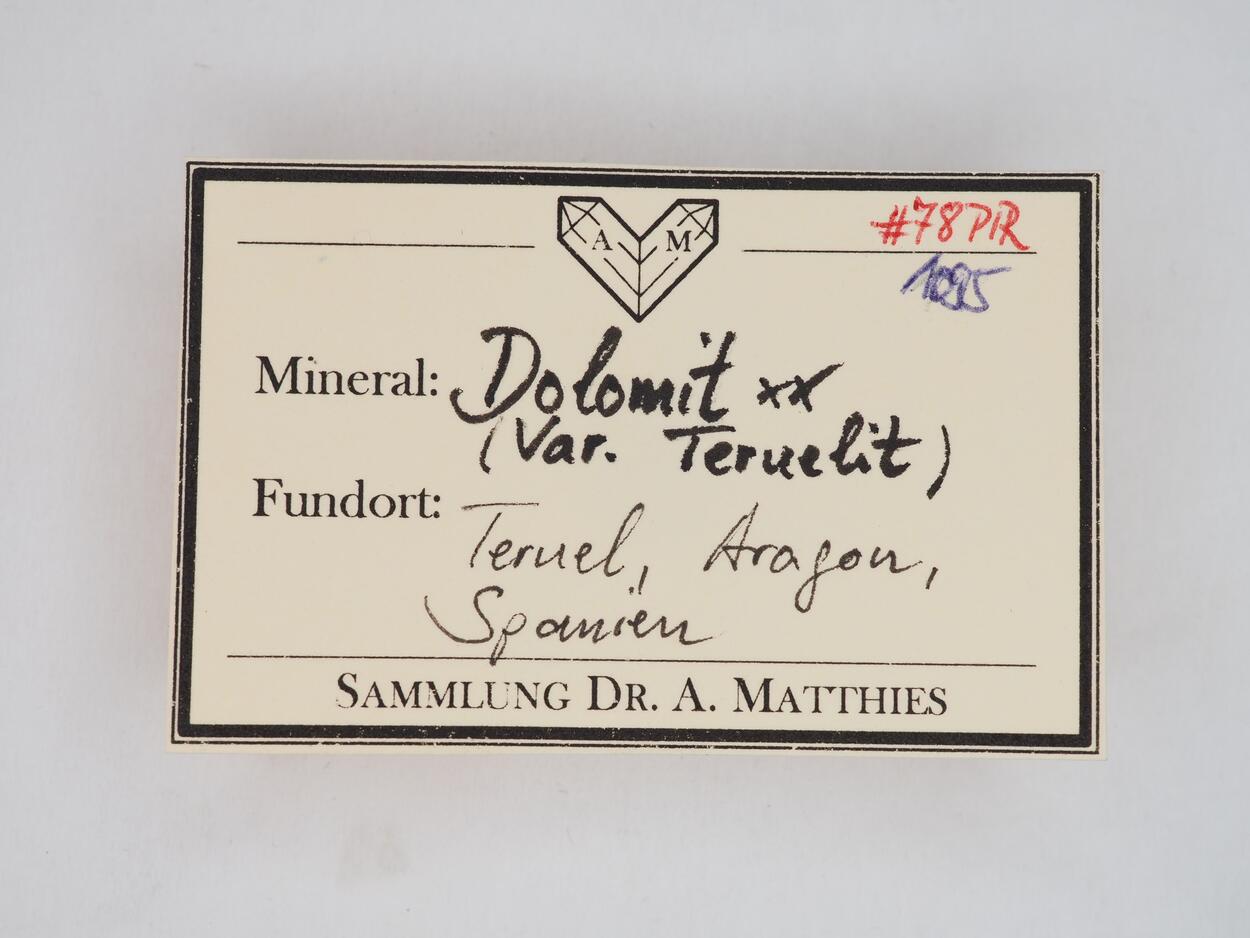 A M
#78PIR
1095
Mineral: Dolomit xx
(Var. Teruelit)
Fundort:
Teruel, Aragon,
Spanien
SAMMLUNG DR. A. MATTHIES